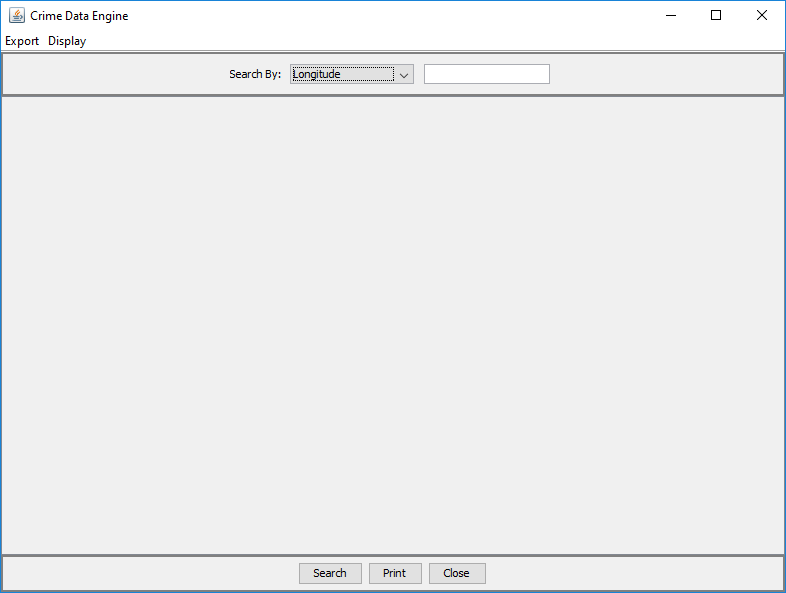 Crime Data Engine
Export Display
Search By: Longitude
Search Print Close